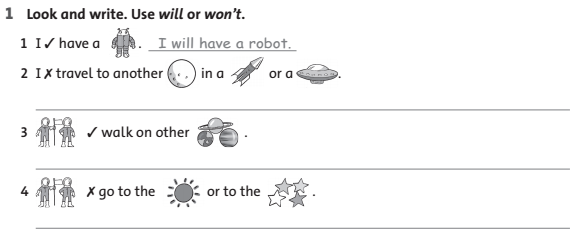 1 Look and write. Use will or won't.
1 I ✓ have a . I will have a robot.
2 I ✗ travel to another in a or a .
3 ✓ walk on other .
4 ✗ go to the or to the .